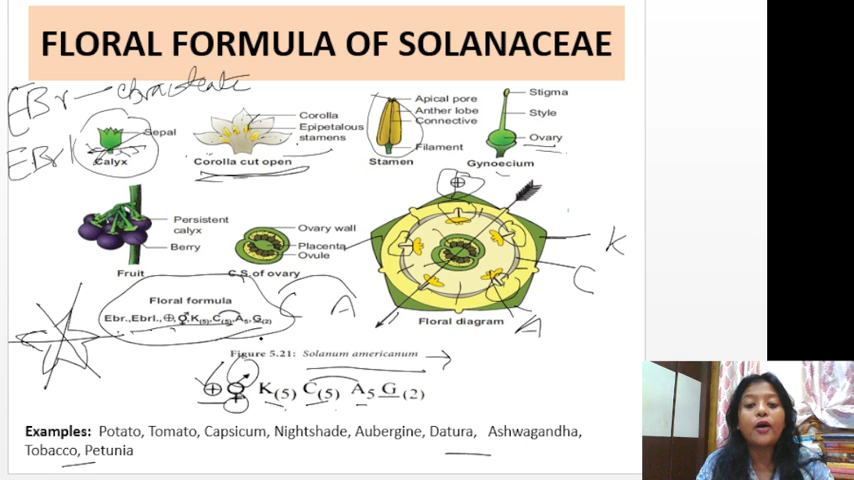 FLORAL FORMULA OF SOLANACEAE
EBr
EBrl
Sepal
Calyx
Corolla
Epipetalous
stamens
Corolla cut open
Apical pore
Anther lobe
Connective
Filament
Stamen
Stigma
Style
Ovary
Gynoecium
Persistent
calyx
Berry
Fruit
Ovary wall
Placenta
Ovule
C.S. of ovary
K
C
A
Floral diagram
C A
Floral formula
Ebr.,Ebrl.,⊕,⚥,K(5),C(5),A5,G(2)
Figure 5.21: Solanum americanum
⊕ ⚥ K(5) C(5) A5 G(2)
Examples: Potato, Tomato, Capsicum, Nightshade, Aubergine, Datura, Ashwagandha,
Tobacco, Petunia